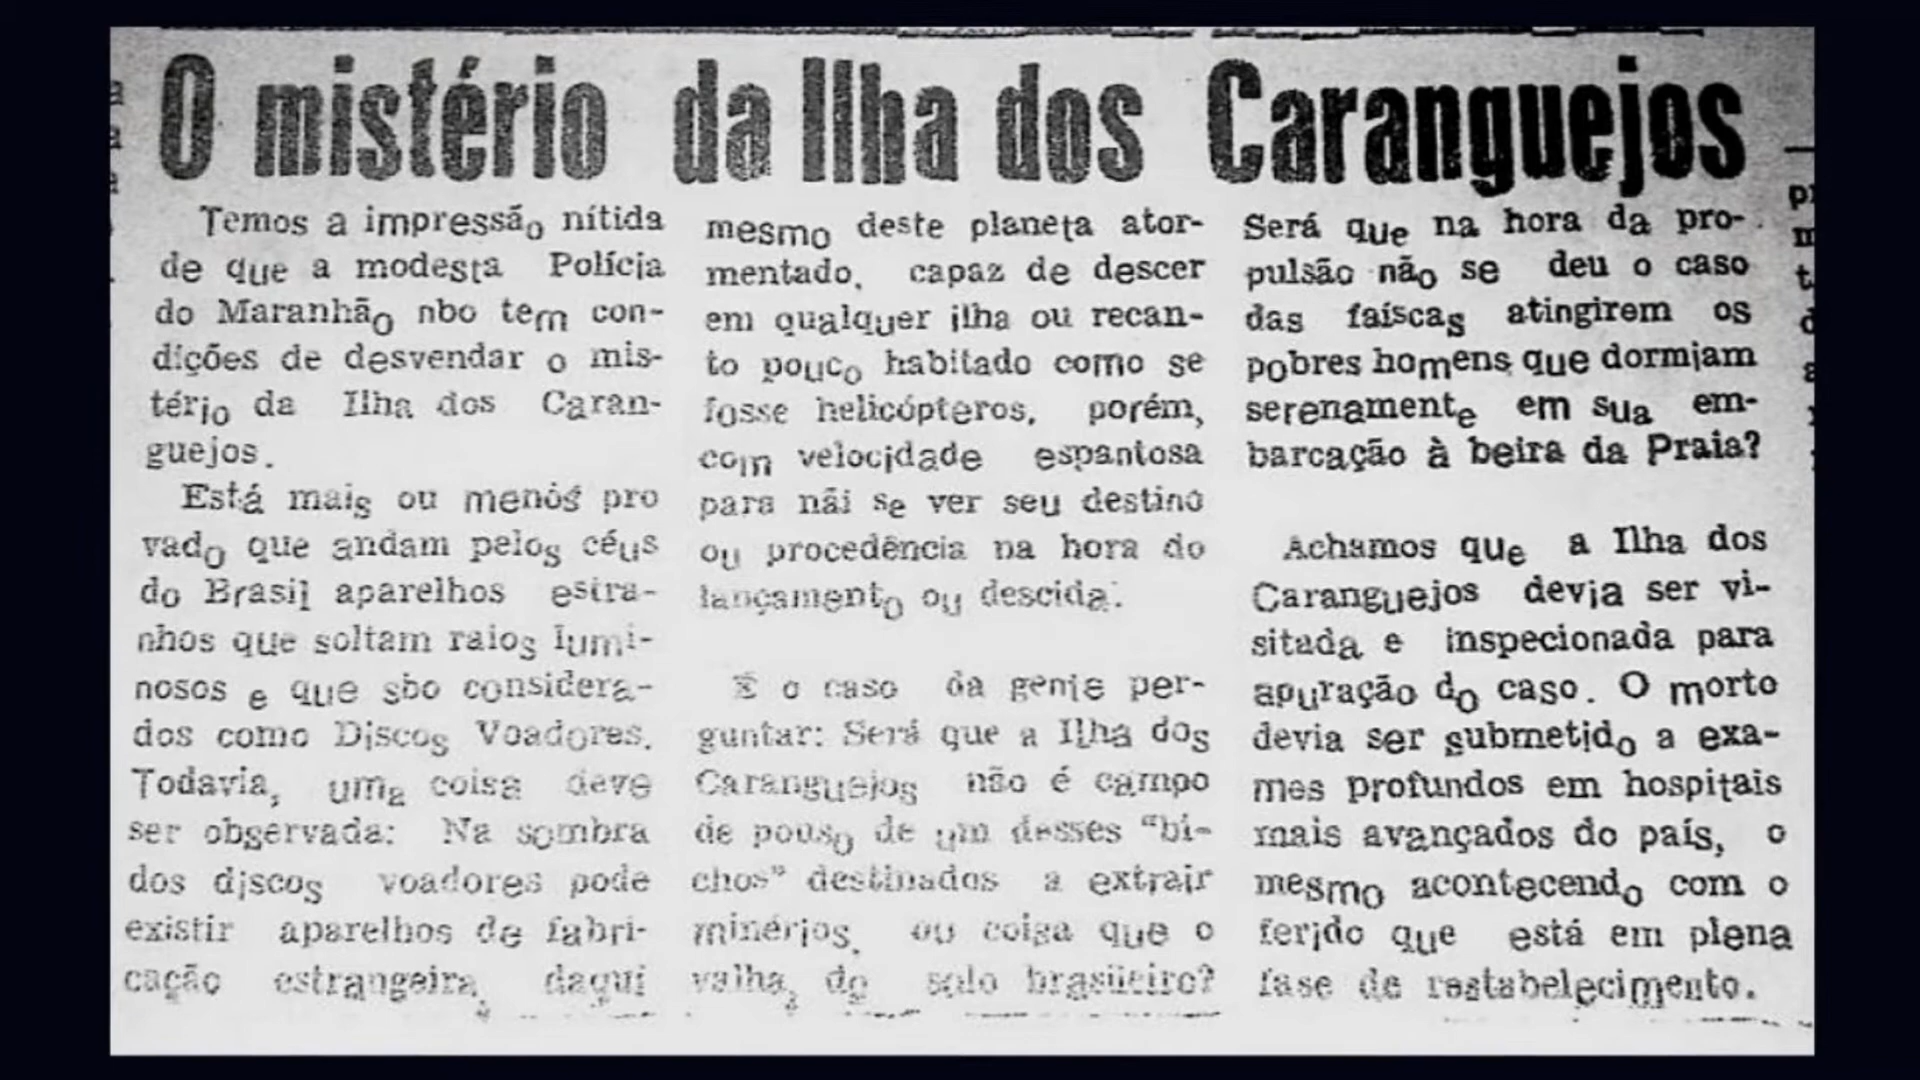 O mistério da Ilha dos Caranguejos
Temos a impressão nítida
de que a modesta Polícia
do Maranhão nbo tem con-
dições de desvendar o mis-
tério da Ilha dos Caran-
guejos.
Está mais ou menos pro
vado que andam pelos céus
do Brasil aparelhos estra-
nhos que soltam raios lumi-
nosos e que sbo considera-
dos como Discos Voadores.
Todavia, uma coisa deve
ser observada: Na sombra
dos discos voadores pode
existir aparelhos de fabri-
cação estrangeira, daqui
mesmo deste planeta ator-
mentado, capaz de descer
em qualquer ilha ou recan-
to pouco habitado como se
fosse helicópteros, porém,
com velocidade espantosa
para nãi se ver seu destino
ou procedência na hora do
lançamento ou descida.
É o caso da gente per-
guntar: Será que a Ilha dos
Caranguejos não é campo
de pouso de um desses "bi-
chos" destinados a extrair
minérios, ou coisa que o
valha, do solo brasileiro?
Será que na hora da pro-
pulsão não se deu o caso
das faíscas atingirem os
pobres homens que dormiam
serenamente em sua em-
barcação à beira da Praia?
Achamos que a Ilha dos
Caranguejos devia ser vi-
sitada e inspecionada para
apuração do caso. O morto
devia ser submetido a exa-
mes profundos em hospitais
mais avançados do país, o
mesmo acontecendo com o
ferido que está em plena
fase de restabelecimento.